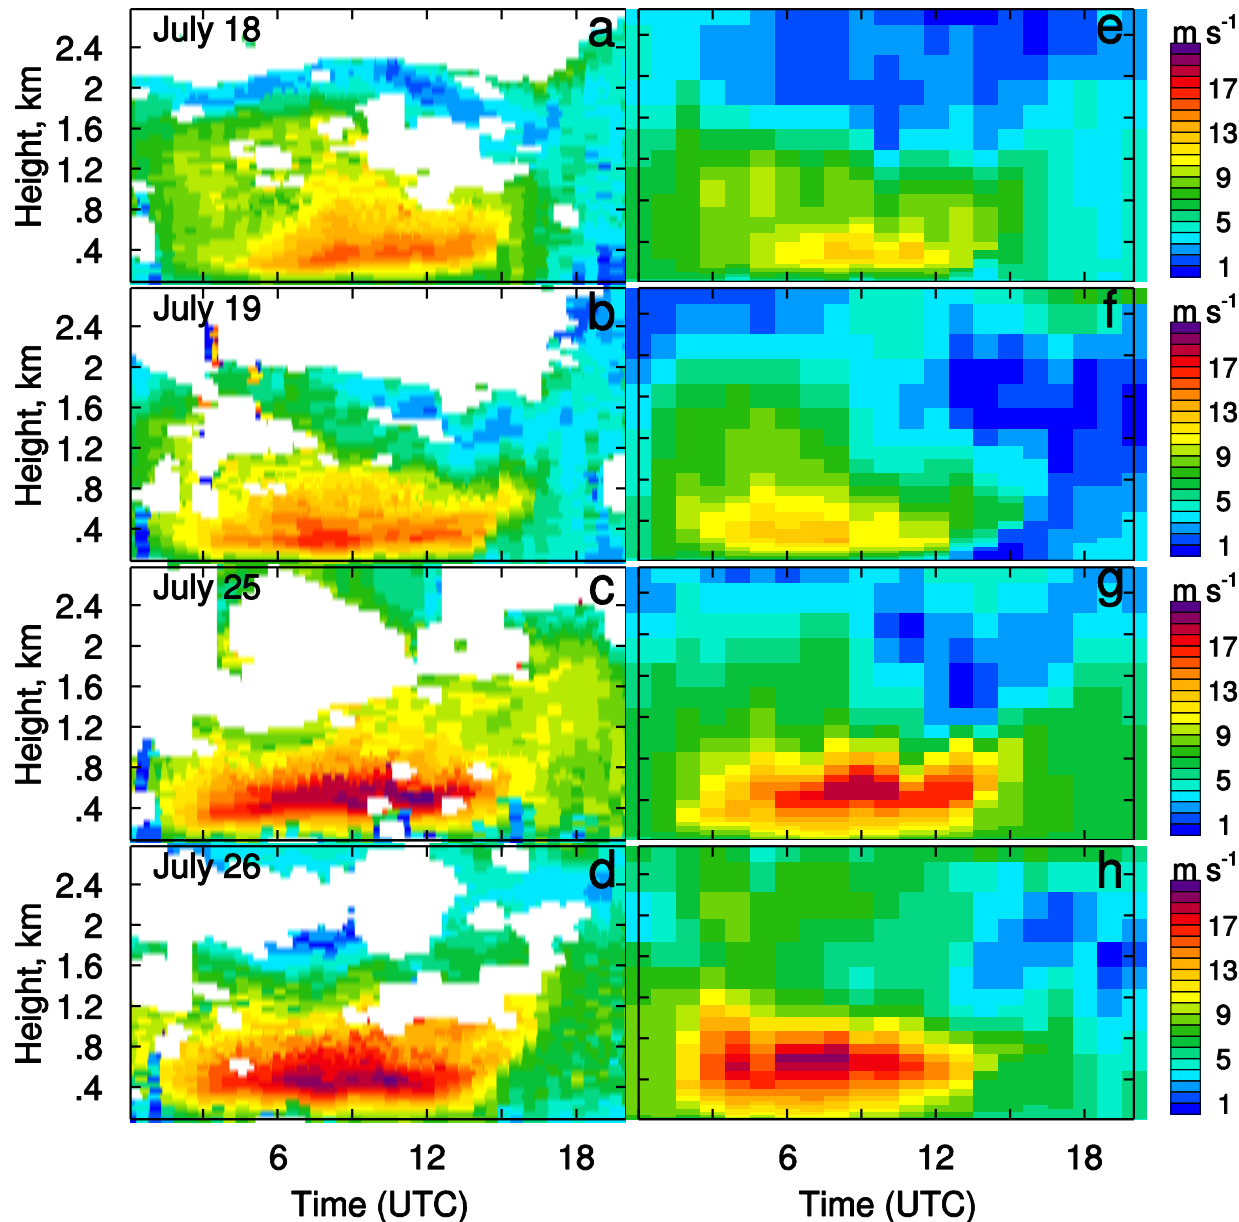 July 18 a e m s-1
Height, km 2.4 2 1.6 1.2 .8 .4
17 13 9 5 1
July 19 b f m s-1
Height, km 2.4 2 1.6 1.2 .8 .4
17 13 9 5 1
July 25 c g m s-1
Height, km 2.4 2 1.6 1.2 .8 .4
17 13 9 5 1
July 26 d h m s-1
Height, km 2.4 2 1.6 1.2 .8 .4
17 13 9 5 1
6 12 18 6 12 18
Time (UTC) Time (UTC)